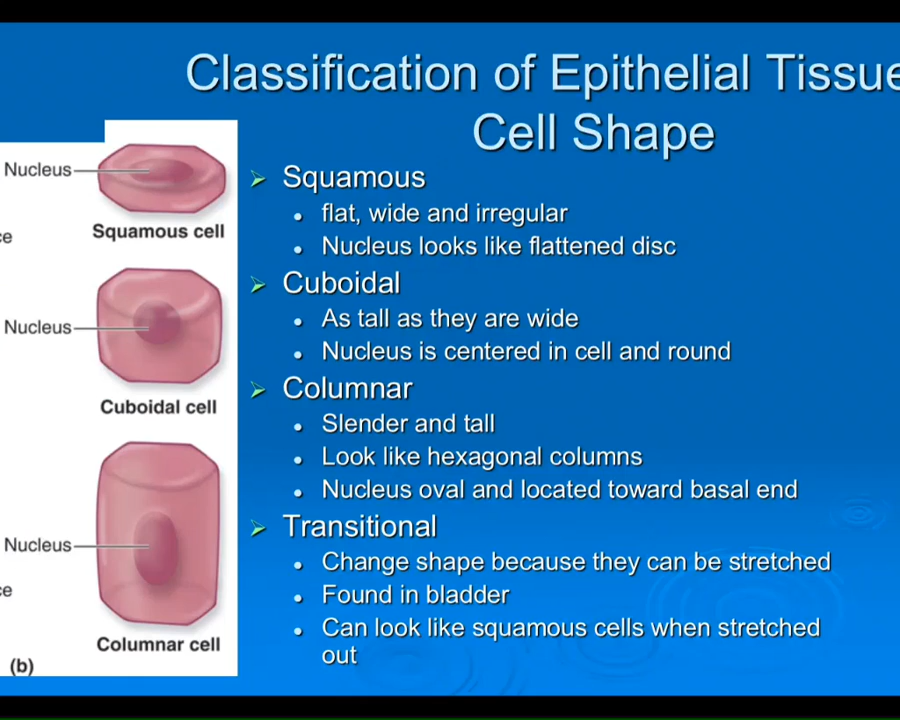 Classification of Epithelial Tissue
Cell Shape
Nucleus
Squamous cell
ce
Nucleus
Cuboidal cell
Nucleus
ce
Columnar cell
(b)
Squamous
flat, wide and irregular
Nucleus looks like flattened disc
Cuboidal
As tall as they are wide
Nucleus is centered in cell and round
Columnar
Slender and tall
Look like hexagonal columns
Nucleus oval and located toward basal end
Transitional
Change shape because they can be stretched
Found in bladder
Can look like squamous cells when stretched
out